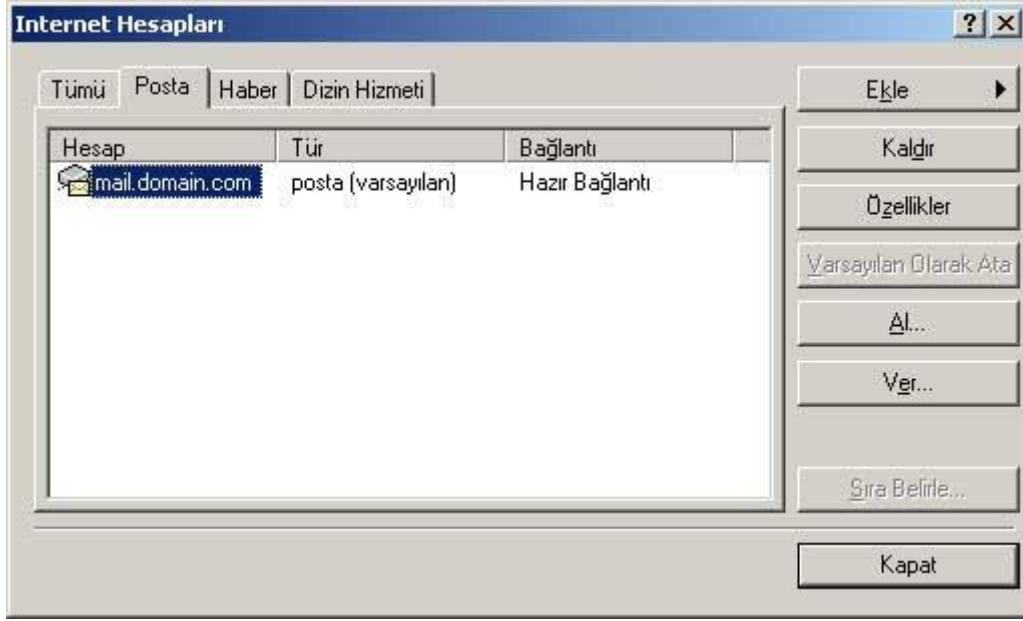 Internet Hesapları
Tümü Posta Haber Dizin Hizmeti
Hesap Tür Bağlantı
mail.domain.com posta (varsayılan) Hazır Bağlantı
Ekle
Kaldır
Özellikler
Varsayılan Olarak Ata
Al...
Ver...
Sıra Belirle...
Kapat